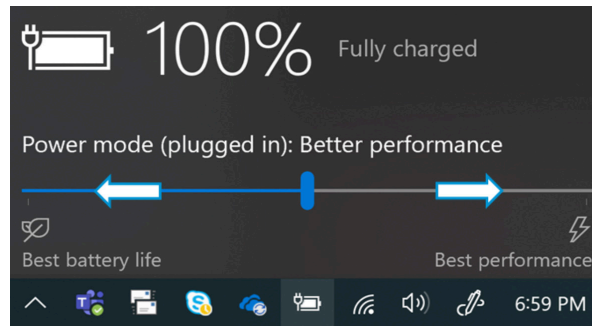 100% Fully charged
Power mode (plugged in): Better performance
Best battery life Best performance
6:59 PM